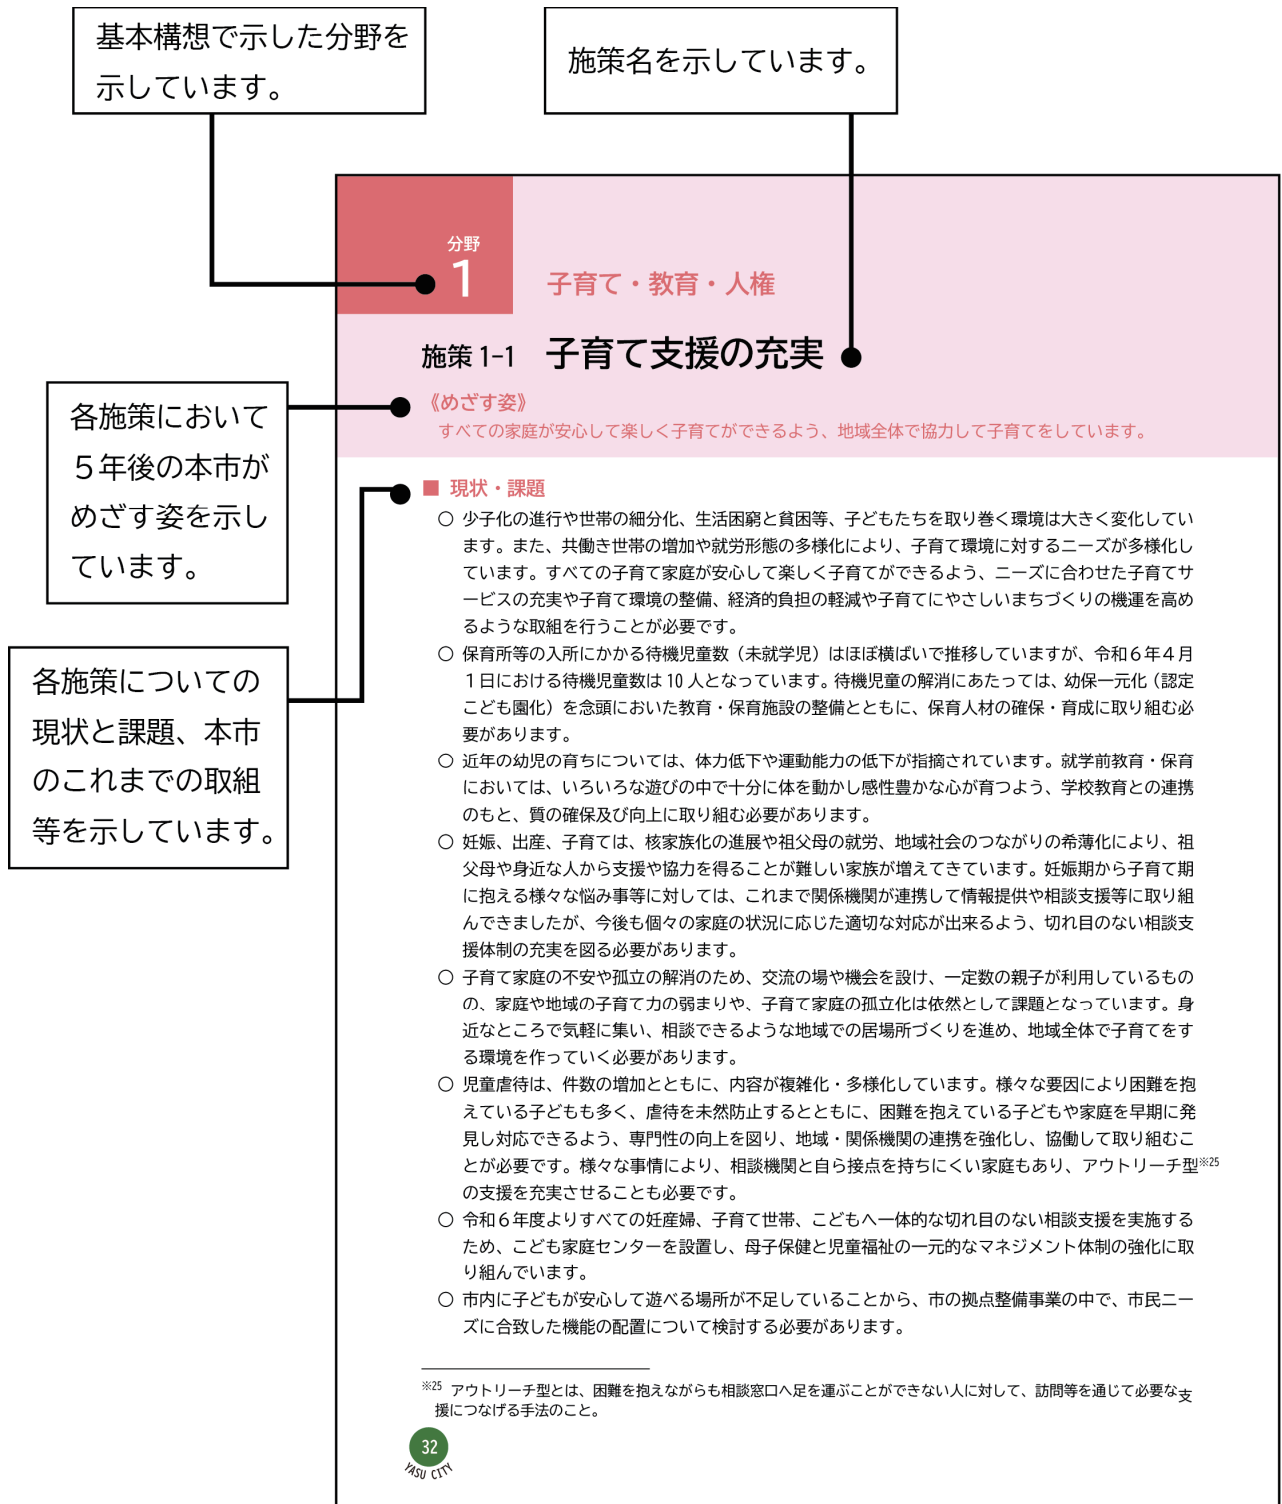 基本構想で示した分野を
示しています。
施策名を示しています。
分野
1
子育て・教育・人権
施策 1-1 子育て支援の充実
各施策において
５年後の本市が
めざす姿を示し
ています。
《めざす姿》
すべての家庭が安心して楽しく子育てができるよう、地域全体で協力して子育てをしています。
各施策についての
現状と課題、本市
のこれまでの取組
等を示しています。
■ 現状・課題
○ 少子化の進行や世帯の細分化、生活困窮と貧困等、子どもたちを取り巻く環境は大きく変化してい
ます。また、共働き世帯の増加や就労形態の多様化により、子育て環境に対するニーズが多様化し
ています。すべての子育て家庭が安心して楽しく子育てができるよう、ニーズに合わせた子育てサ
ービスの充実や子育て環境の整備、経済的負担の軽減や子育てにやさしいまちづくりの機運を高め
るような取組を行うことが必要です。
○ 保育所等の入所にかかる待機児童数（未就学児）はほぼ横ばいで推移していますが、令和６年４月
１日における待機児童数は 10 人となっています。待機児童の解消にあたっては、幼保一元化（認定
こども園化）を念頭においた教育・保育施設の整備とともに、保育人材の確保・育成に取り組む必
要があります。
○ 近年の幼児の育ちについては、体力低下や運動能力の低下が指摘されています。就学前教育・保育
においては、いろいろな遊びの中で十分に体を動かし感性豊かな心が育つよう、学校教育との連携
のもと、質の確保及び向上に取り組む必要があります。
○ 妊娠、出産、子育ては、核家族化の進展や祖父母の就労、地域社会のつながりの希薄化により、祖
父母や身近な人から支援や協力を得ることが難しい家族が増えてきています。妊娠期から子育て期
に抱える様々な悩み事等に対しては、これまで関係機関が連携して情報提供や相談支援等に取り組
んできましたが、今後も個々の家庭の状況に応じた適切な対応が出来るよう、切れ目のない相談支
援体制の充実を図る必要があります。
○ 子育て家庭の不安や孤立の解消のため、交流の場や機会を設け、一定数の親子が利用しているもの
の、家庭や地域の子育て力の弱まりや、子育て家庭の孤立化は依然として課題となっています。身
近なところで気軽に集い、相談できるような地域での居場所づくりを進め、地域全体で子育てをす
る環境を作っていく必要があります。
○ 児童虐待は、件数の増加とともに、内容が複雑化・多様化しています。様々な要因により困難を抱
えている子どもも多く、虐待を未然防止するとともに、困難を抱えている子どもや家庭を早期に発
見し対応できるよう、専門性の向上を図り、地域・関係機関の連携を強化し、協働して取り組むこ
とが必要です。様々な事情により、相談機関と自ら接点を持ちにくい家庭もあり、アウトリーチ型※25
の支援を充実させることも必要です。
○ 令和６年度よりすべての妊産婦、子育て世帯、こどもへ一体的な切れ目のない相談支援を実施する
ため、こども家庭センターを設置し、母子保健と児童福祉の一元的なマネジメント体制の強化に取
り組んでいます。
○ 市内に子どもが安心して遊べる場所が不足していることから、市の拠点整備事業の中で、市民ニー
ズに合致した機能の配置について検討する必要があります。
※25 アウトリーチ型とは、困難を抱えながらも相談窓口へ足を運ぶことができない人に対して、訪問等を通じて必要な支
援につなげる手法のこと。
32
YASU CITY